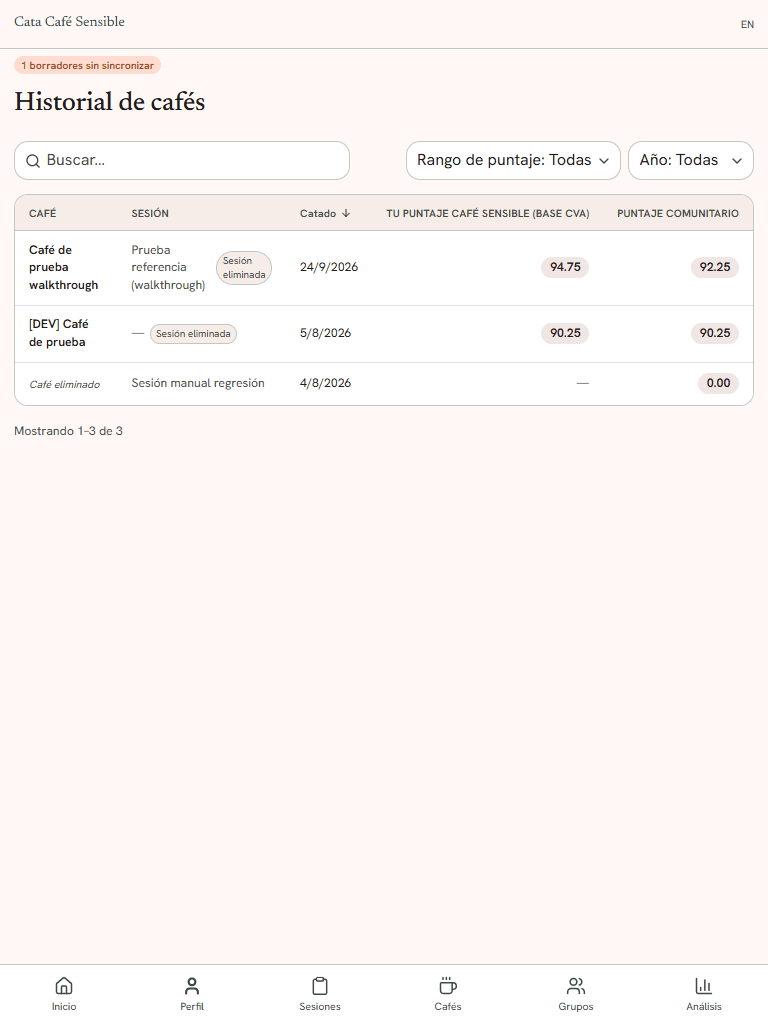 Cata Café Sensible
EN
1 borradores sin sincronizar
Historial de cafés
Buscar...
Rango de puntaje: Todas
Año: Todas
CAFÉ
SESIÓN
Catado ↓
TU PUNTAJE CAFÉ SENSIBLE (BASE CVA)
PUNTAJE COMUNITARIO
Café de
prueba
walkthrough
Prueba
referencia
(walkthrough)
Sesión
eliminada
24/9/2026
94.75
92.25
[DEV] Café
de prueba
—
Sesión eliminada
5/8/2026
90.25
90.25
Café eliminado
Sesión manual regresión
4/8/2026
—
0.00
Mostrando 1–3 de 3
Inicio
Perfil
Sesiones
Cafés
Grupos
Análisis